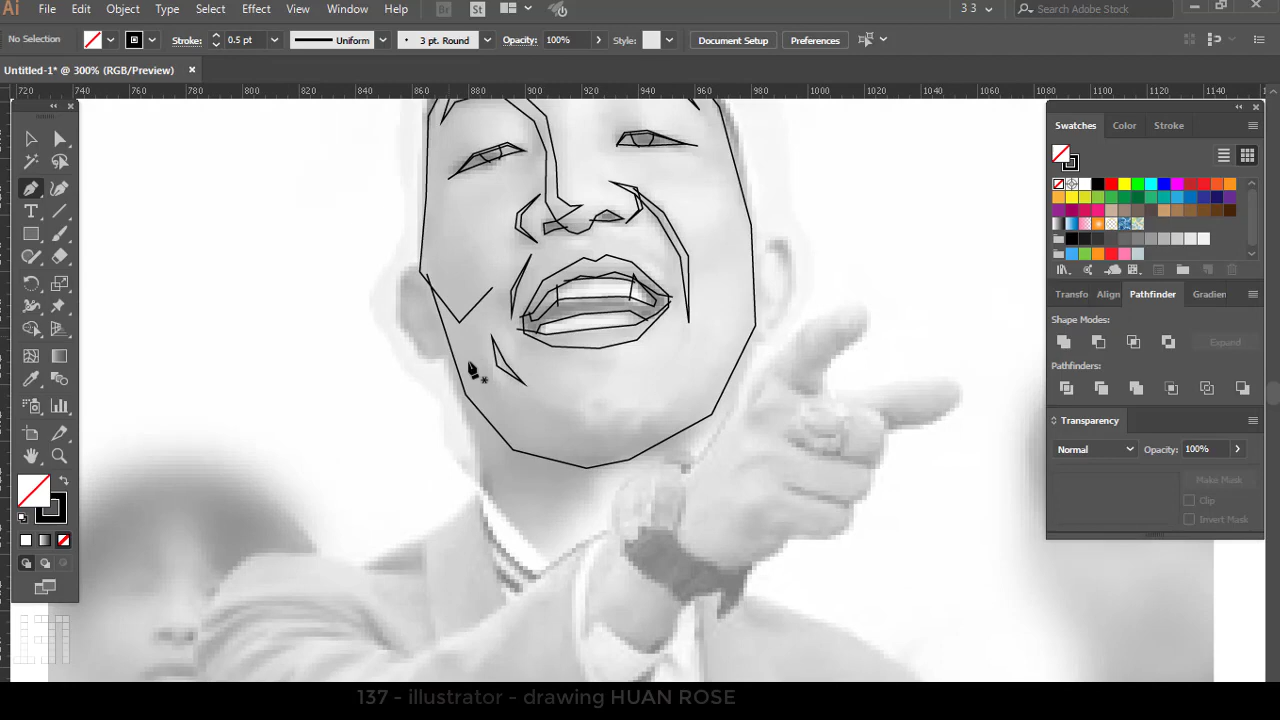 Ai File Edit Object Type Select Effect View Window Help Br St 3 3 Search Adobe Stock
No Selection Stroke: 0.5 pt Uniform 3 pt. Round Opacity: 100% Style: Document Setup Preferences
Untitled-1* @ 300% (RGB/Preview) ×
720 740 760 780 800 820 840 860 880 900 920 940 960 980 1000 1020 1040 1060 1080 1100 1120 1140
Swatches Color Stroke
Transfo Align Pathfinder Gradien
Shape Modes:
Expand
Pathfinders:
Transparency
Normal Opacity: 100%
Make Mask
Clip
Invert Mask
137 - illustrator - drawing HUAN ROSE